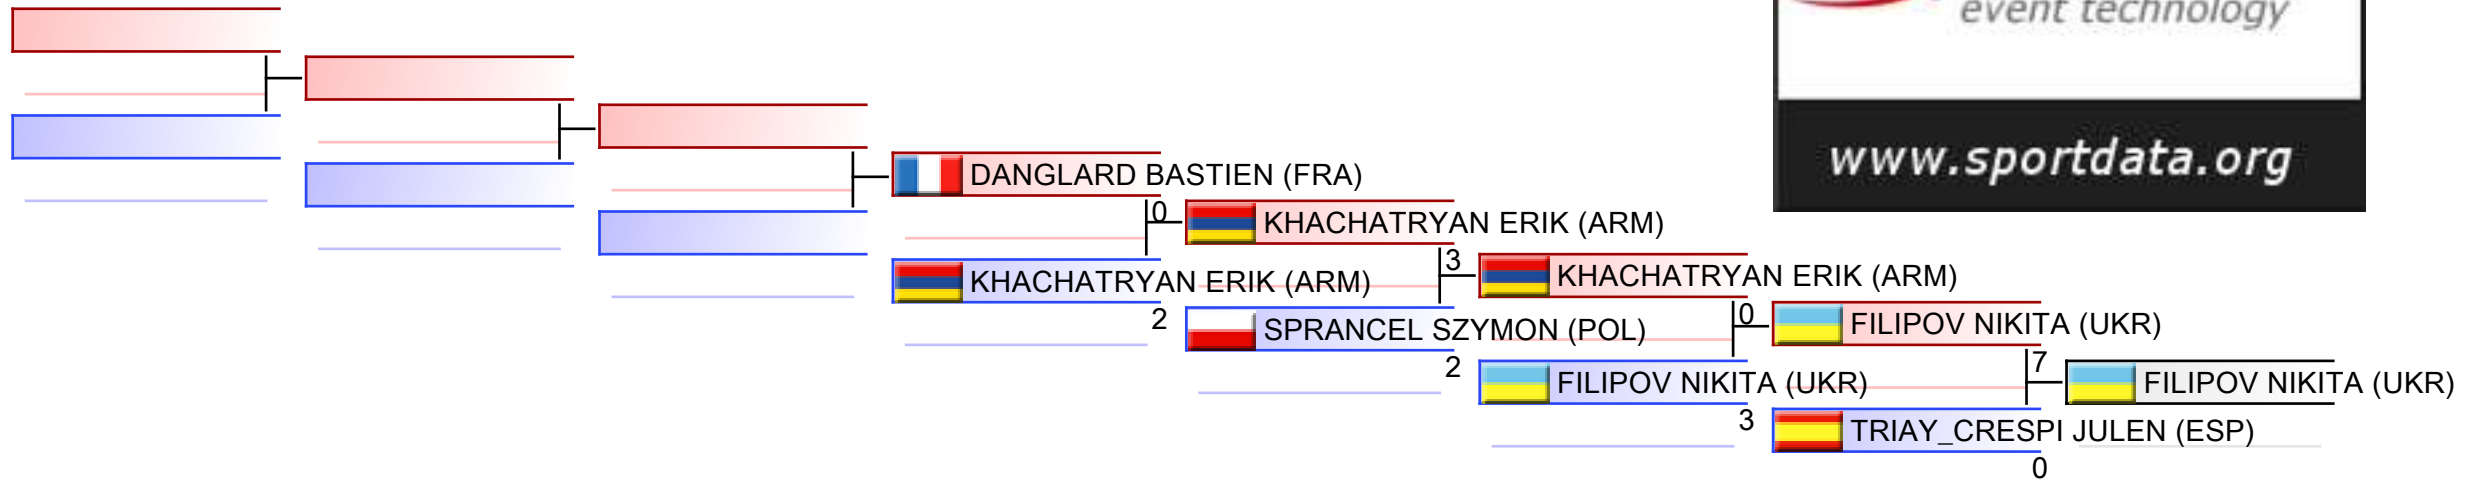 event technology
www.sportdata.org
DANGLARD BASTIEN (FRA)
0
KHACHATRYAN ERIK (ARM)
KHACHATRYAN ERIK (ARM)
2
3
SPRANCEL SZYMON (POL)
2
KHACHATRYAN ERIK (ARM)
0
FILIPOV NIKITA (UKR)
3
FILIPOV NIKITA (UKR)
7
TRIAY_CRESPI JULEN (ESP)
0
FILIPOV NIKITA (UKR)